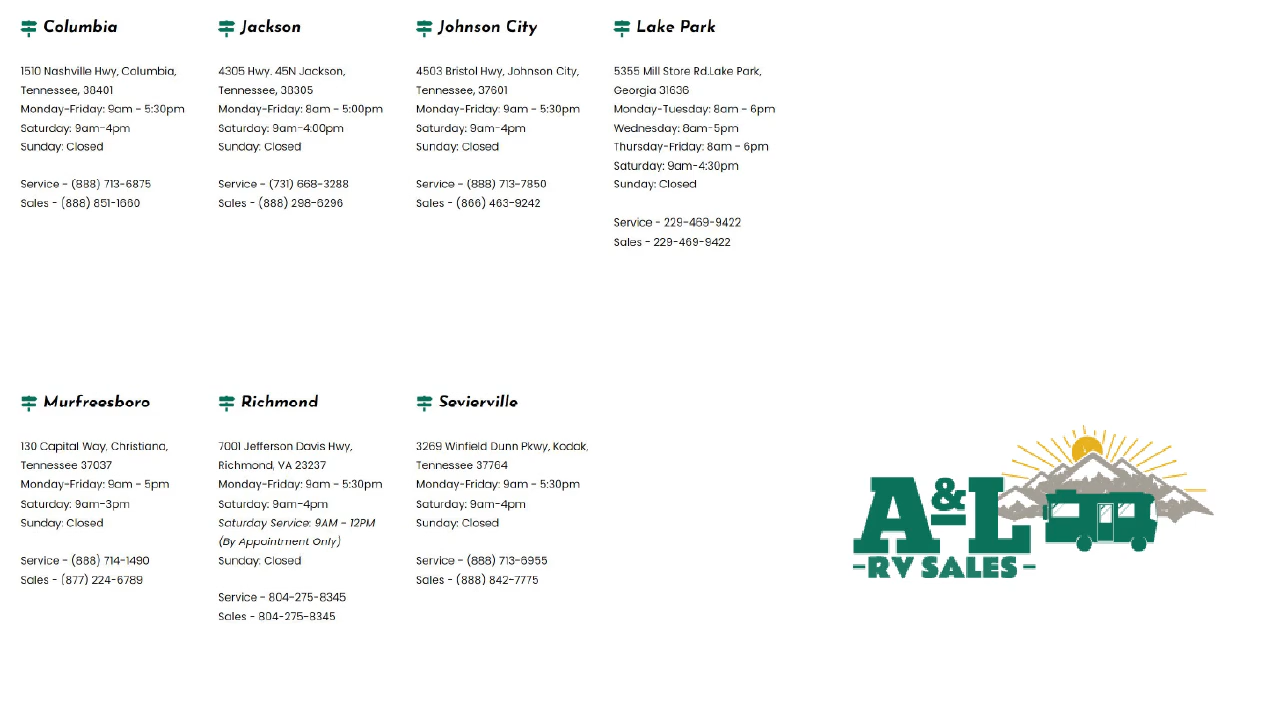 Columbia
1510 Nashville Hwy, Columbia,
Tennessee, 38401
Monday-Friday: 9am - 5:30pm
Saturday: 9am-4pm
Sunday: Closed
Service - (888) 713-6875
Sales - (888) 851-1660
Jackson
4305 Hwy. 45N Jackson,
Tennessee, 38305
Monday-Friday: 8am - 5:00pm
Saturday: 9am-4:00pm
Sunday: Closed
Service - (731) 668-3288
Sales - (888) 298-6296
Johnson City
4503 Bristol Hwy, Johnson City,
Tennessee, 37601
Monday-Friday: 9am - 5:30pm
Saturday: 9am-4pm
Sunday: Closed
Service - (888) 713-7850
Sales - (866) 463-9242
Lake Park
5355 Mill Store Rd.Lake Park,
Georgia 31636
Monday-Tuesday: 8am - 6pm
Wednesday: 8am-5pm
Thursday-Friday: 8am - 6pm
Saturday: 9am-4:30pm
Sunday: Closed
Service - 229-469-9422
Sales - 229-469-9422
Murfreesboro
130 Capital Way, Christiana,
Tennessee 37037
Monday-Friday: 9am - 5pm
Saturday: 9am-3pm
Sunday: Closed
Service - (888) 714-1490
Sales - (877) 224-6789
Richmond
7001 Jefferson Davis Hwy,
Richmond, VA 23237
Monday-Friday: 9am - 5:30pm
Saturday: 9am-4pm
Saturday Service: 9AM - 12PM
(By Appointment Only)
Sunday: Closed
Service - 804-275-8345
Sales - 804-275-8345
Sevierville
3269 Winfield Dunn Pkwy, Kodak,
Tennessee 37764
Monday-Friday: 9am - 5:30pm
Saturday: 9am-4pm
Sunday: Closed
Service - (888) 713-6955
Sales - (888) 842-7775
A&L
-RV SALES-